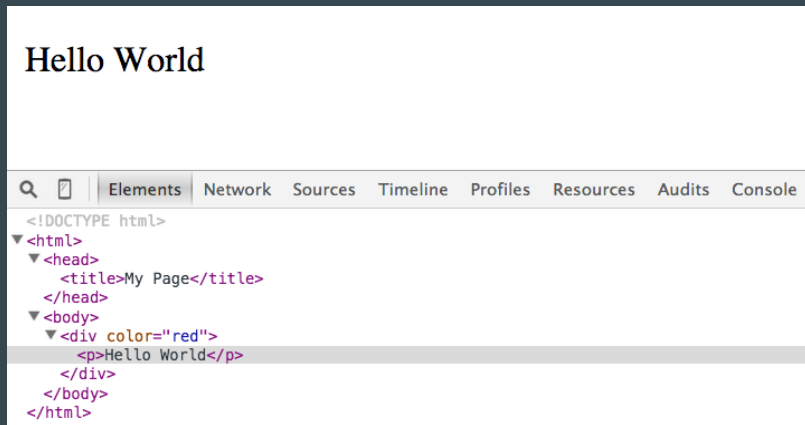 Hello World
Elements Network Sources Timeline Profiles Resources Audits Console
<!DOCTYPE html>
<html>
<head>
<title>My Page</title>
</head>
<body>
<div color="red">
<p>Hello World</p>
</div>
</body>
</html>